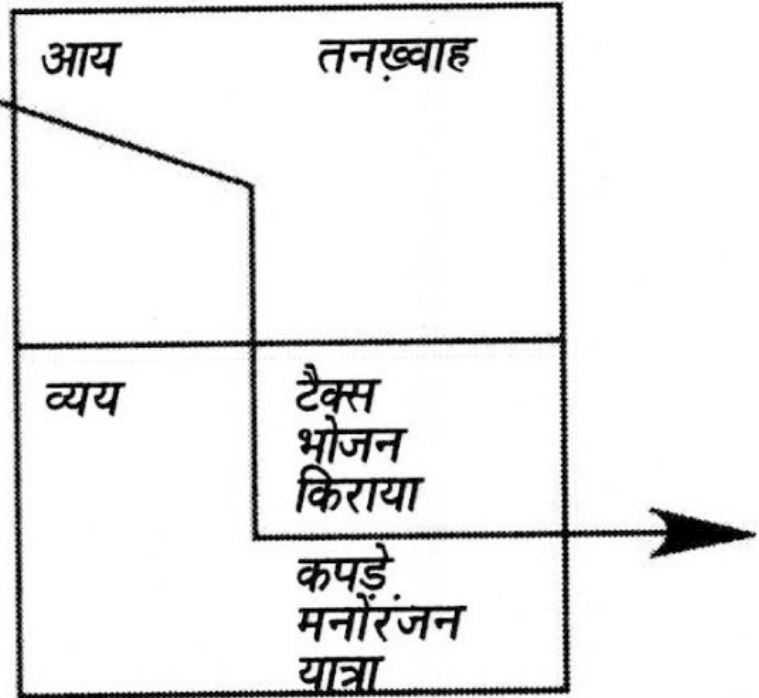 आय तनख़्वाह
व्यय
टैक्स
भोजन
किराया
कपड़े
मनोरंजन
यात्रा